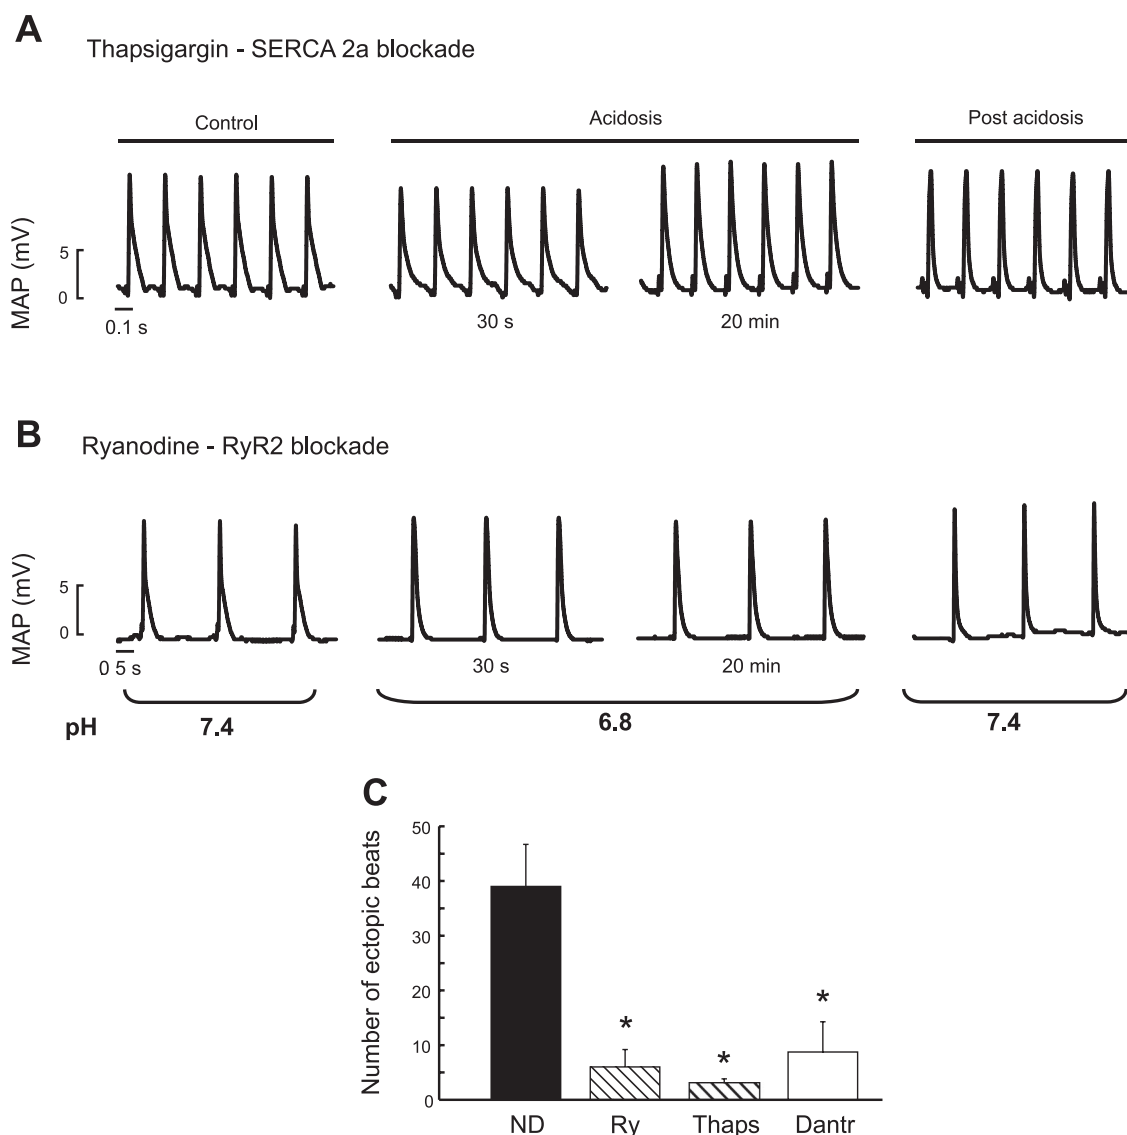 A
Thapsigargin - SERCA 2a blockade
Control
Acidosis
Post acidosis
MAP (mV)
5
0
0.1 s
30 s
20 min
B
Ryanodine - RyR2 blockade
MAP (mV)
5
0
0 5 s
30 s
20 min
pH
7.4
6.8
7.4
C
Number of ectopic beats
50
40
30
20
10
0
*
*
*
ND
Ry
Thaps
Dantr